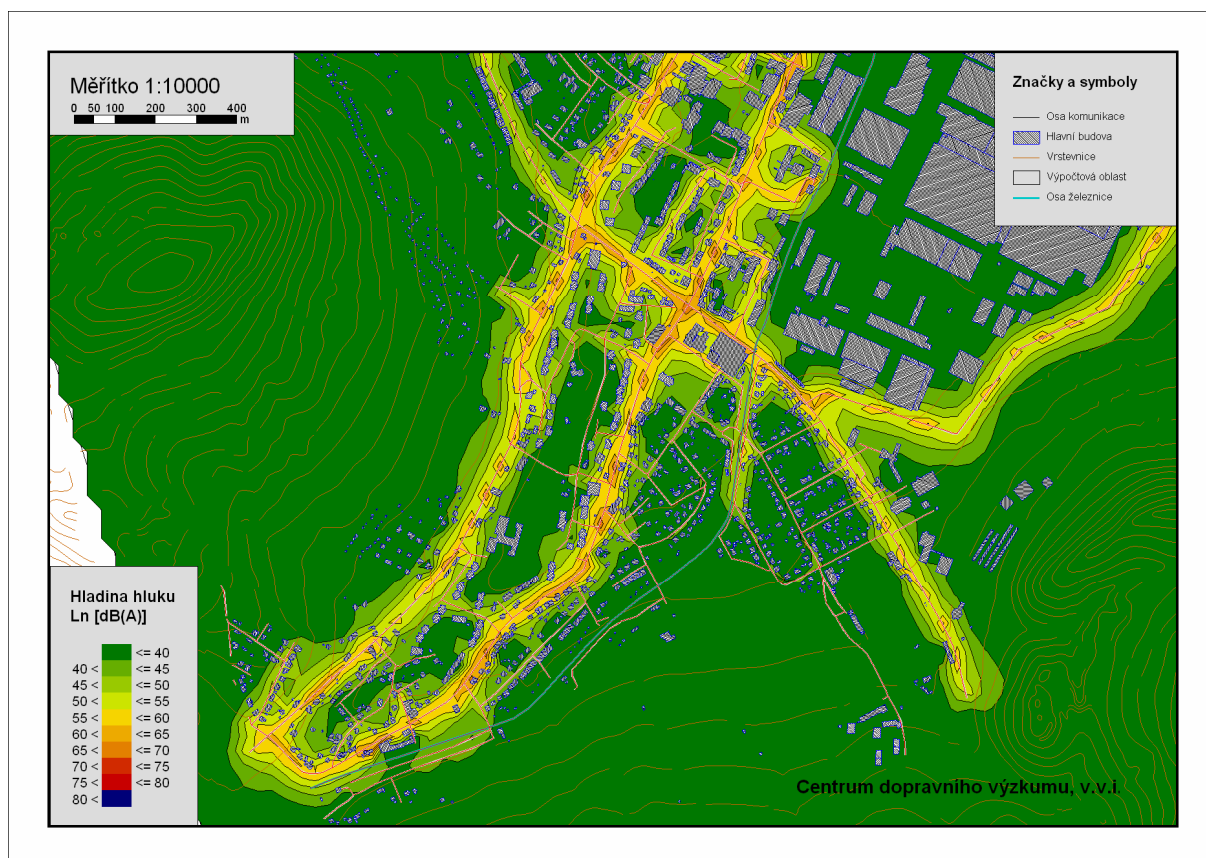 Měřítko 1:10000
0 50 100 200 300 400
m
Značky a symboly
Osa komunikace
Hlavní budova
Vrstevnice
Výpočtová oblast
Osa železnice
Hladina hluku
Ln [dB(A)]
<= 40
40 < <= 45
45 < <= 50
50 < <= 55
55 < <= 60
60 < <= 65
65 < <= 70
70 < <= 75
75 < <= 80
80 <
Centrum dopravního výzkumu, v.v.i.